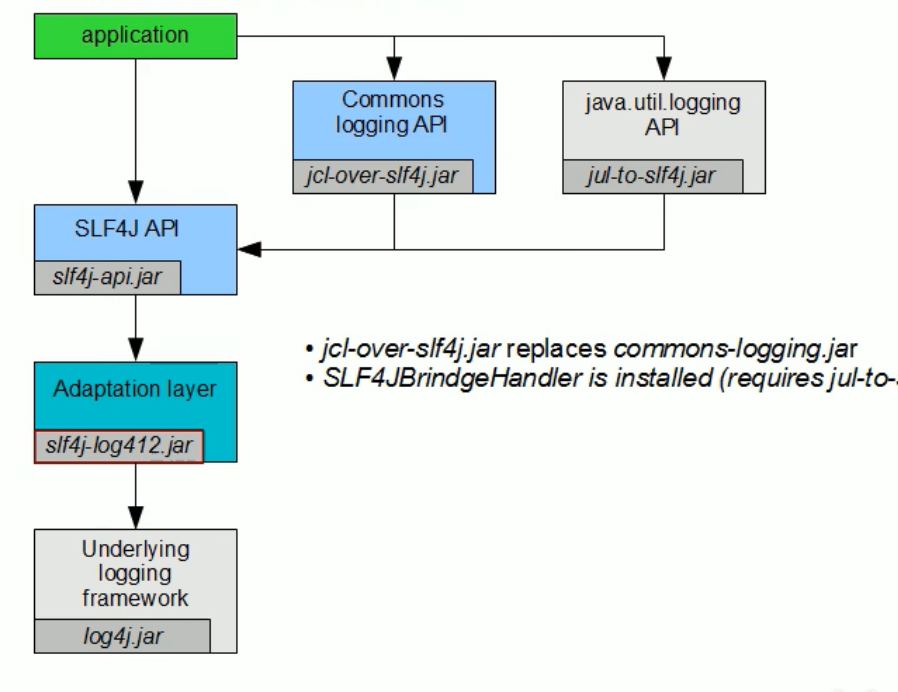 application
Commons
logging API
jcl-over-slf4j.jar
java.util.logging
API
jul-to-slf4j.jar
SLF4J API
slf4j-api.jar
• jcl-over-slf4j.jar replaces commons-logging.jar
• SLF4JBrindgeHandler is installed (requires jul-to-
Adaptation layer
slf4j-log412.jar
Underlying
logging
framework
log4j.jar